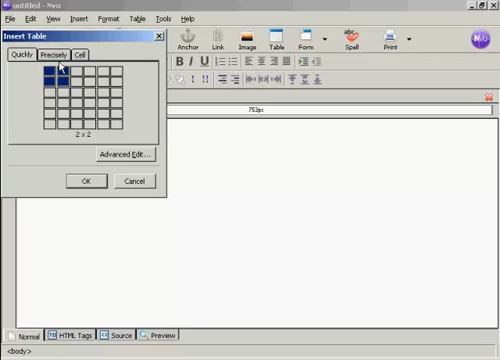 untitled - Nvu
File Edit View Insert Format Table Tools Help
Insert Table
Anchor Link Image Table Form Spell Print
Nvu
Quickly Precisely Cell
B I U
753px
2 x 2
Advanced Edit...
OK Cancel
Normal HTML Tags Source Preview
<body>